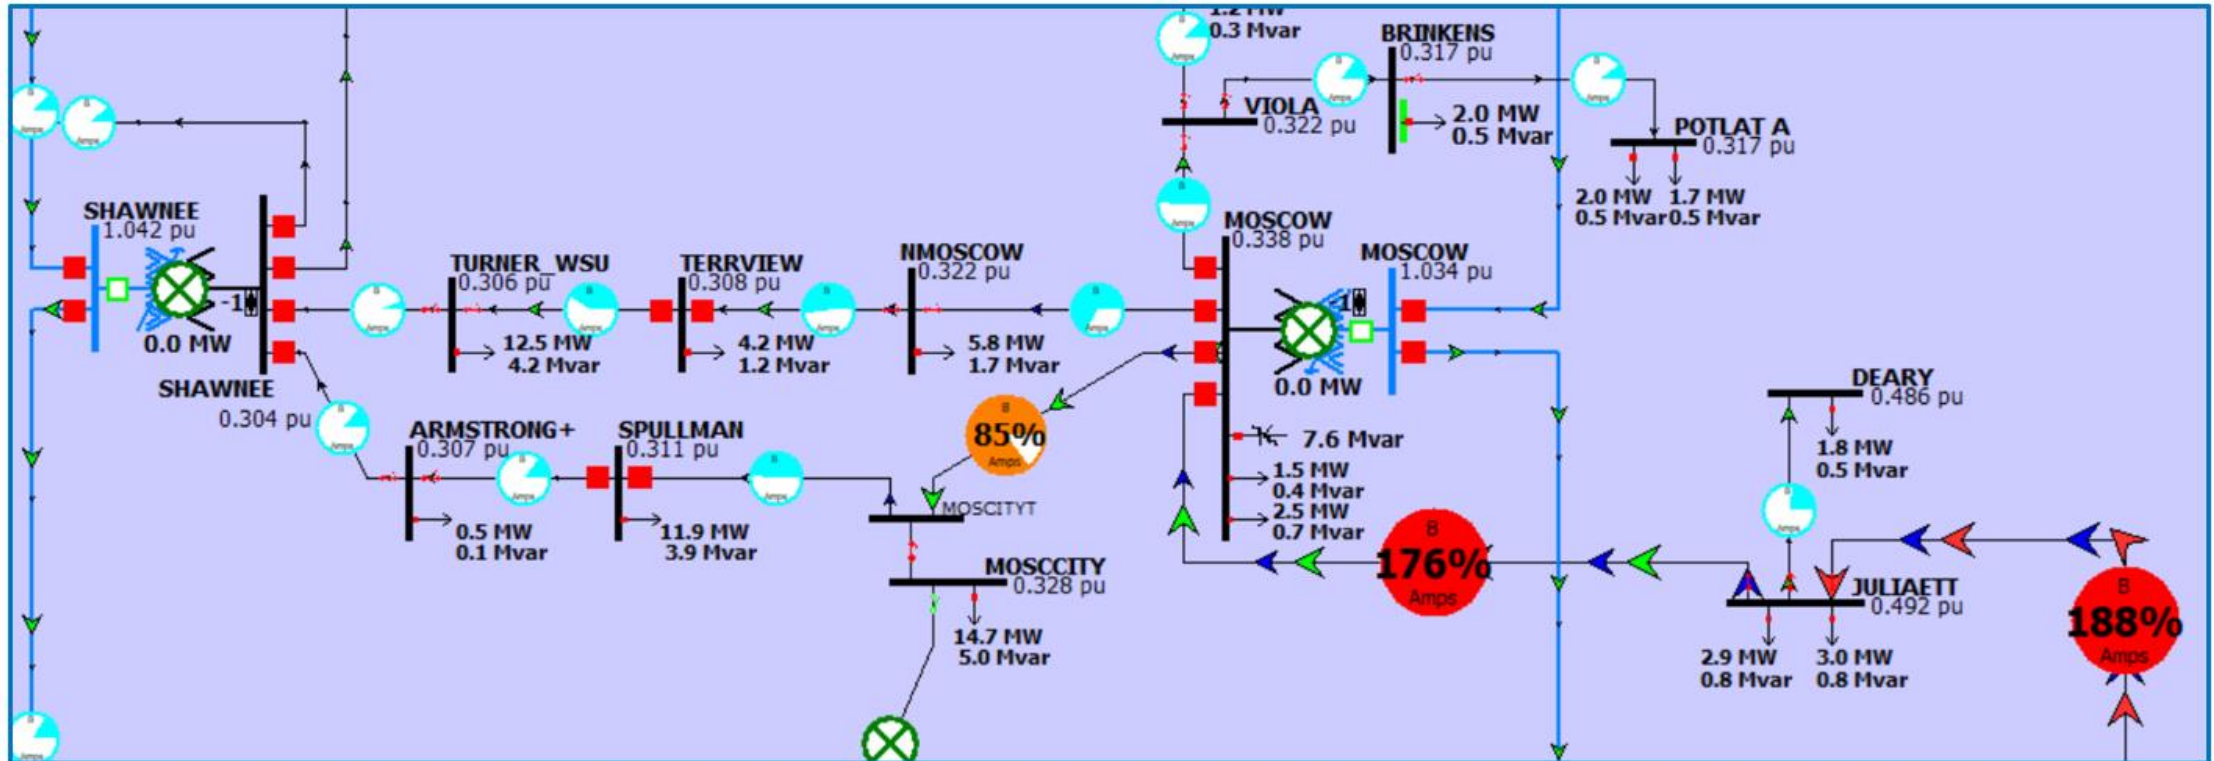 1.2 MW
0.3 Mvar
BRINKENS
0.317 pu
VIOLA
0.322 pu
2.0 MW
0.5 Mvar
POTLAT A
0.317 pu
2.0 MW 1.7 MW
0.5 Mvar 0.5 Mvar
SHAWNEE
1.042 pu
-1
0.0 MW
SHAWNEE
0.304 pu
TURNER_WSU
0.306 pu
12.5 MW
4.2 Mvar
TERRVIEW
0.308 pu
4.2 MW
1.2 Mvar
NMOSCOW
0.322 pu
5.8 MW
1.7 Mvar
MOSCOW
0.338 pu
MOSCOW
1.034 pu
-1
0.0 MW
7.6 Mvar
1.5 MW
0.4 Mvar
2.5 MW
0.7 Mvar
B
85%
Amps
ARMSTRONG+
0.307 pu
0.5 MW
0.1 Mvar
SPULLMAN
0.311 pu
11.9 MW
3.9 Mvar
MOSCITYT
MOSCCITY
0.328 pu
14.7 MW
5.0 Mvar
B
176%
Amps
DEARY
0.486 pu
1.8 MW
0.5 Mvar
B
Amps
JULIAETT
0.492 pu
2.9 MW
0.8 Mvar
3.0 MW
0.8 Mvar
B
188%
Amps